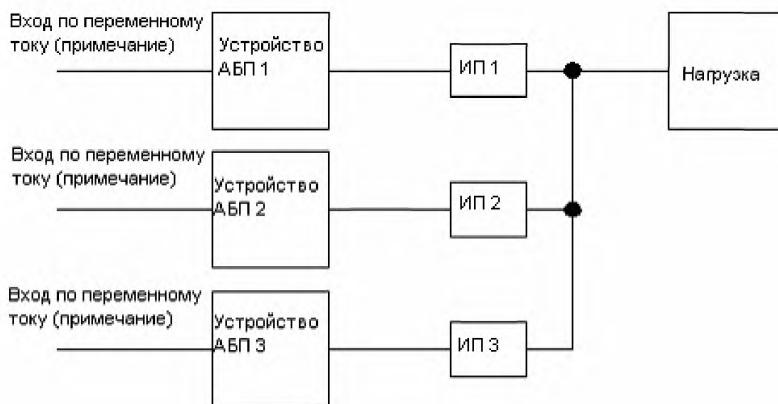 Вход по переменному
току (примечание)
Устройство
АБП 1
ИП 1
Нагрузка
Вход по переменному
току (примечание)
Устройство
АБП 2
ИП 2
Вход по переменному
току (примечание)
Устройство
АБП 3
ИП 3